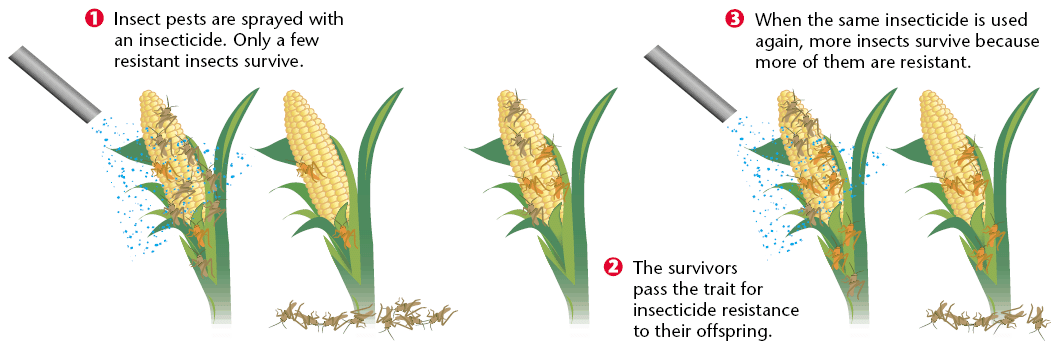 1 Insect pests are sprayed with
an insecticide. Only a few
resistant insects survive.
2 The survivors
pass the trait for
insecticide resistance
to their offspring.
3 When the same insecticide is used
again, more insects survive because
more of them are resistant.